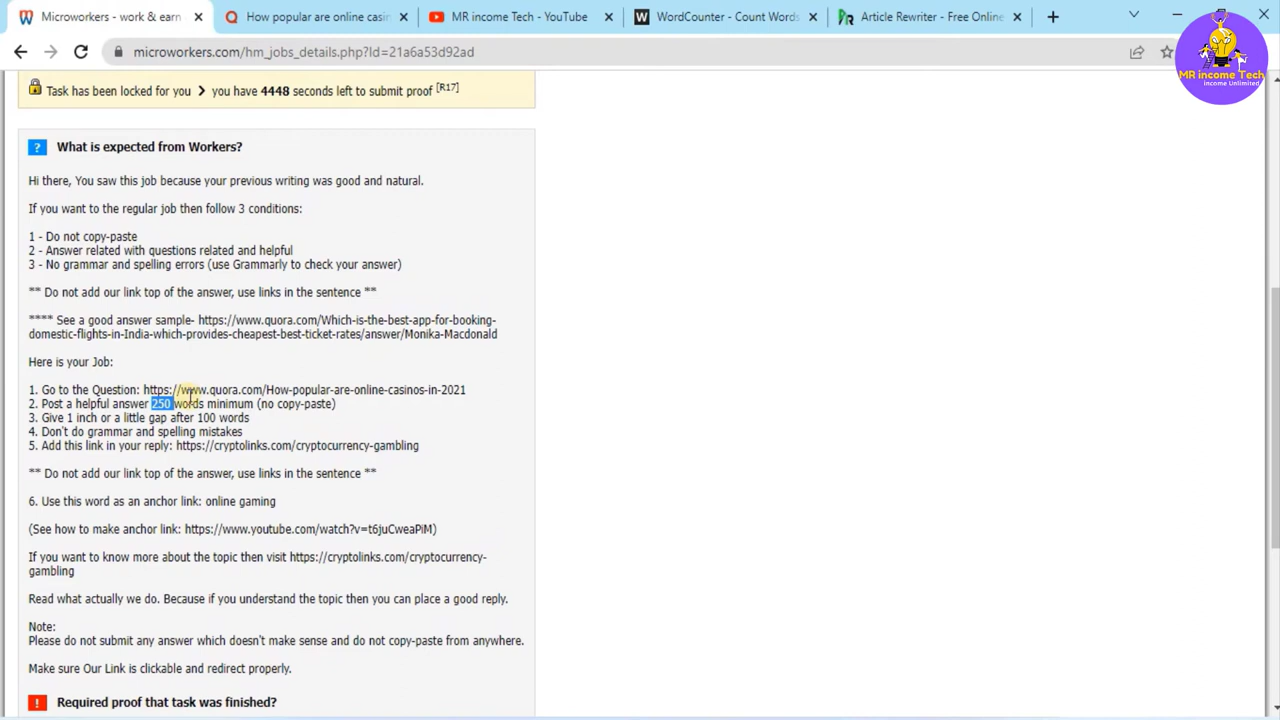 Microworkers - work & earn
How popular are online casin
MR income Tech - YouTube
WordCounter - Count Words
Article Rewriter - Free Online
microworkers.com/hm_jobs_details.php?Id=21a6a53d92ad
MR income Tech
income Unlimited
Task has been locked for you > you have 4448 seconds left to submit proof [R17]
What is expected from Workers?
Hi there, You saw this job because your previous writing was good and natural.
If you want to the regular job then follow 3 conditions:
1 - Do not copy-paste
2 - Answer related with questions related and helpful
3 - No grammar and spelling errors (use Grammarly to check your answer)
** Do not add our link top of the answer, use links in the sentence **
**** See a good answer sample- https://www.quora.com/Which-is-the-best-app-for-booking-
domestic-flights-in-India-which-provides-cheapest-best-ticket-rates/answer/Monika-Macdonald
Here is your Job:
1. Go to the Question: https://www.quora.com/How-popular-are-online-casinos-in-2021
2. Post a helpful answer 250 words minimum (no copy-paste)
3. Give 1 inch or a little gap after 100 words
4. Don't do grammar and spelling mistakes
5. Add this link in your reply: https://cryptolinks.com/cryptocurrency-gambling
** Do not add our link top of the answer, use links in the sentence **
6. Use this word as an anchor link: online gaming
(See how to make anchor link: https://www.youtube.com/watch?v=t6juCweaPiM)
If you want to know more about the topic then visit https://cryptolinks.com/cryptocurrency-
gambling
Read what actually we do. Because if you understand the topic then you can place a good reply.
Note:
Please do not submit any answer which doesn't make sense and do not copy-paste from anywhere.
Make sure Our Link is clickable and redirect properly.
Required proof that task was finished?